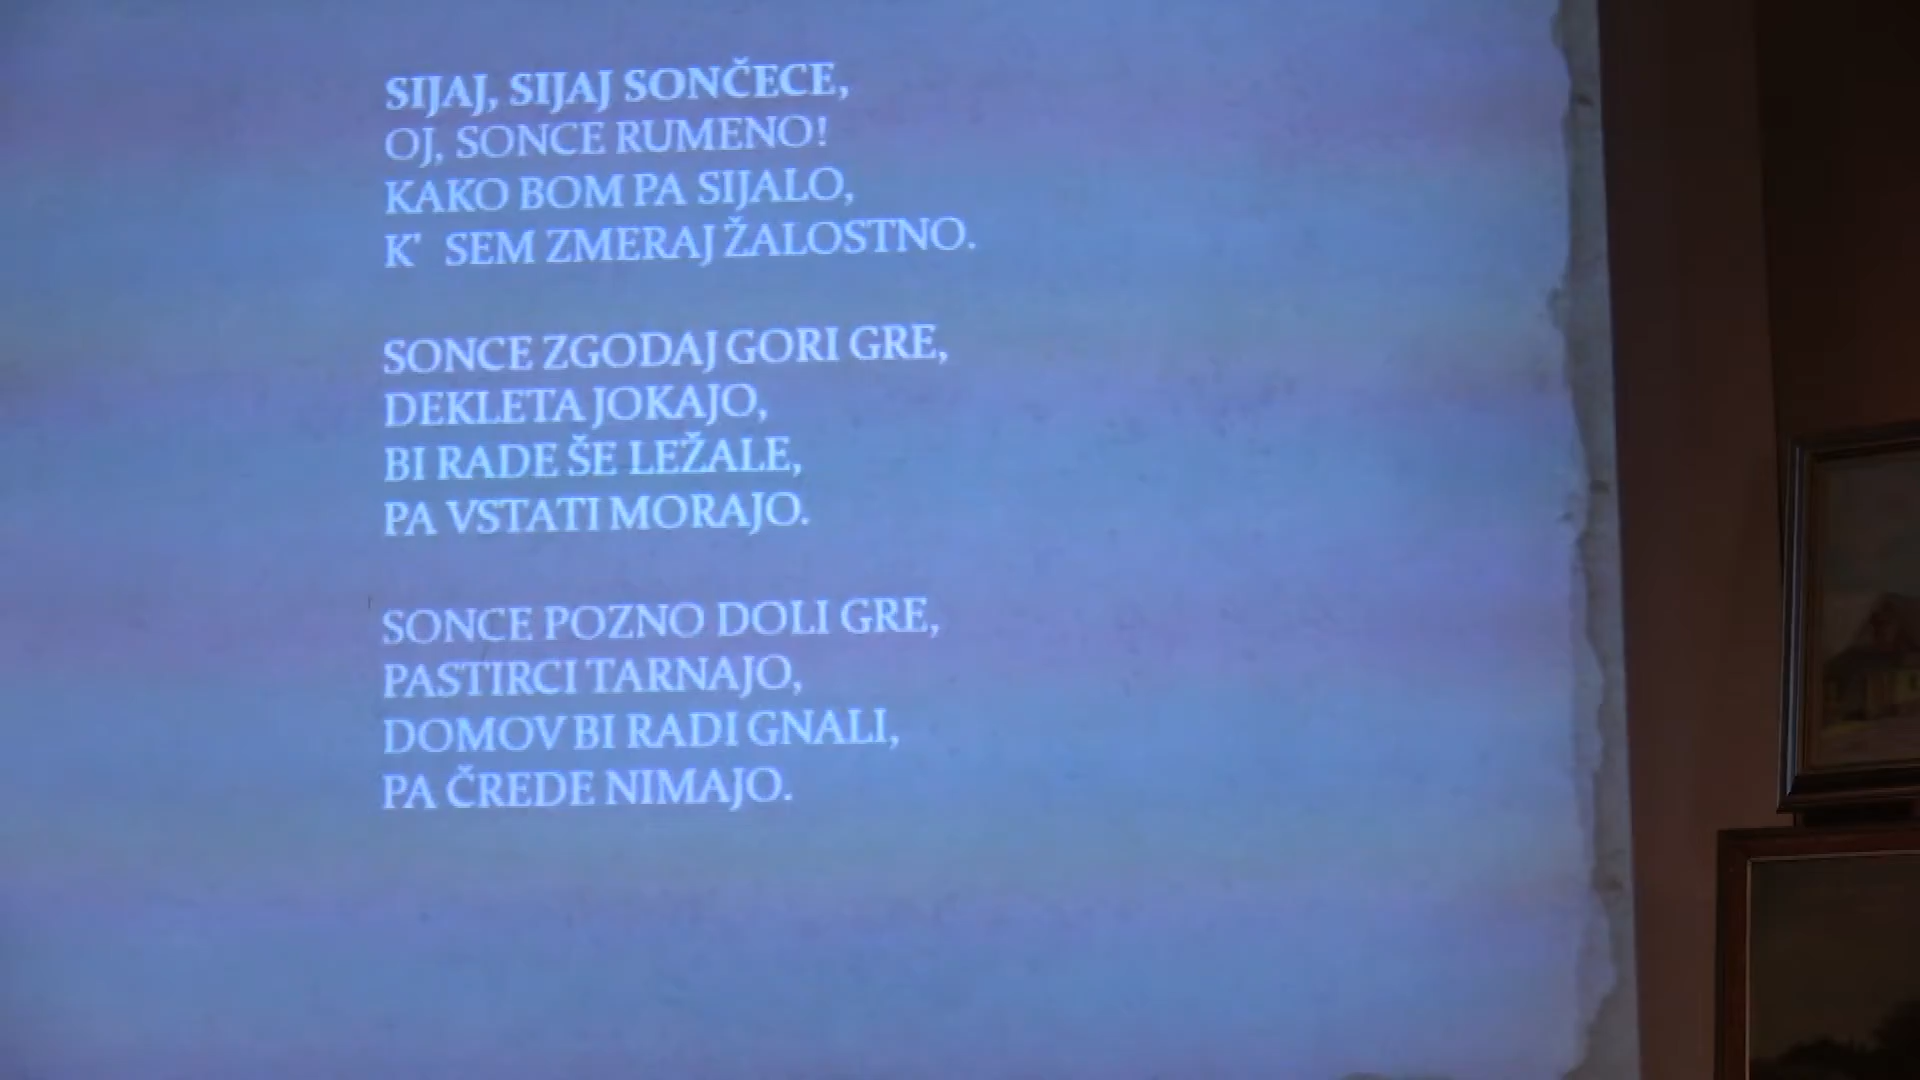 SIJAJ, SIJAJ SONČECE,
OJ, SONCE RUMENO!
KAKO BOM PA SIJALO,
K' SEM ZMERAJ ŽALOSTNO.
SONCE ZGODAJ GORI GRE,
DEKLETA JOKAJO,
BI RADE ŠE LEŽALE,
PA VSTATI MORAJO.
SONCE POZNO DOLI GRE,
PASTIRCI TARNAJO,
DOMOV BI RADI GNALI,
PA ČREDE NIMAJO.